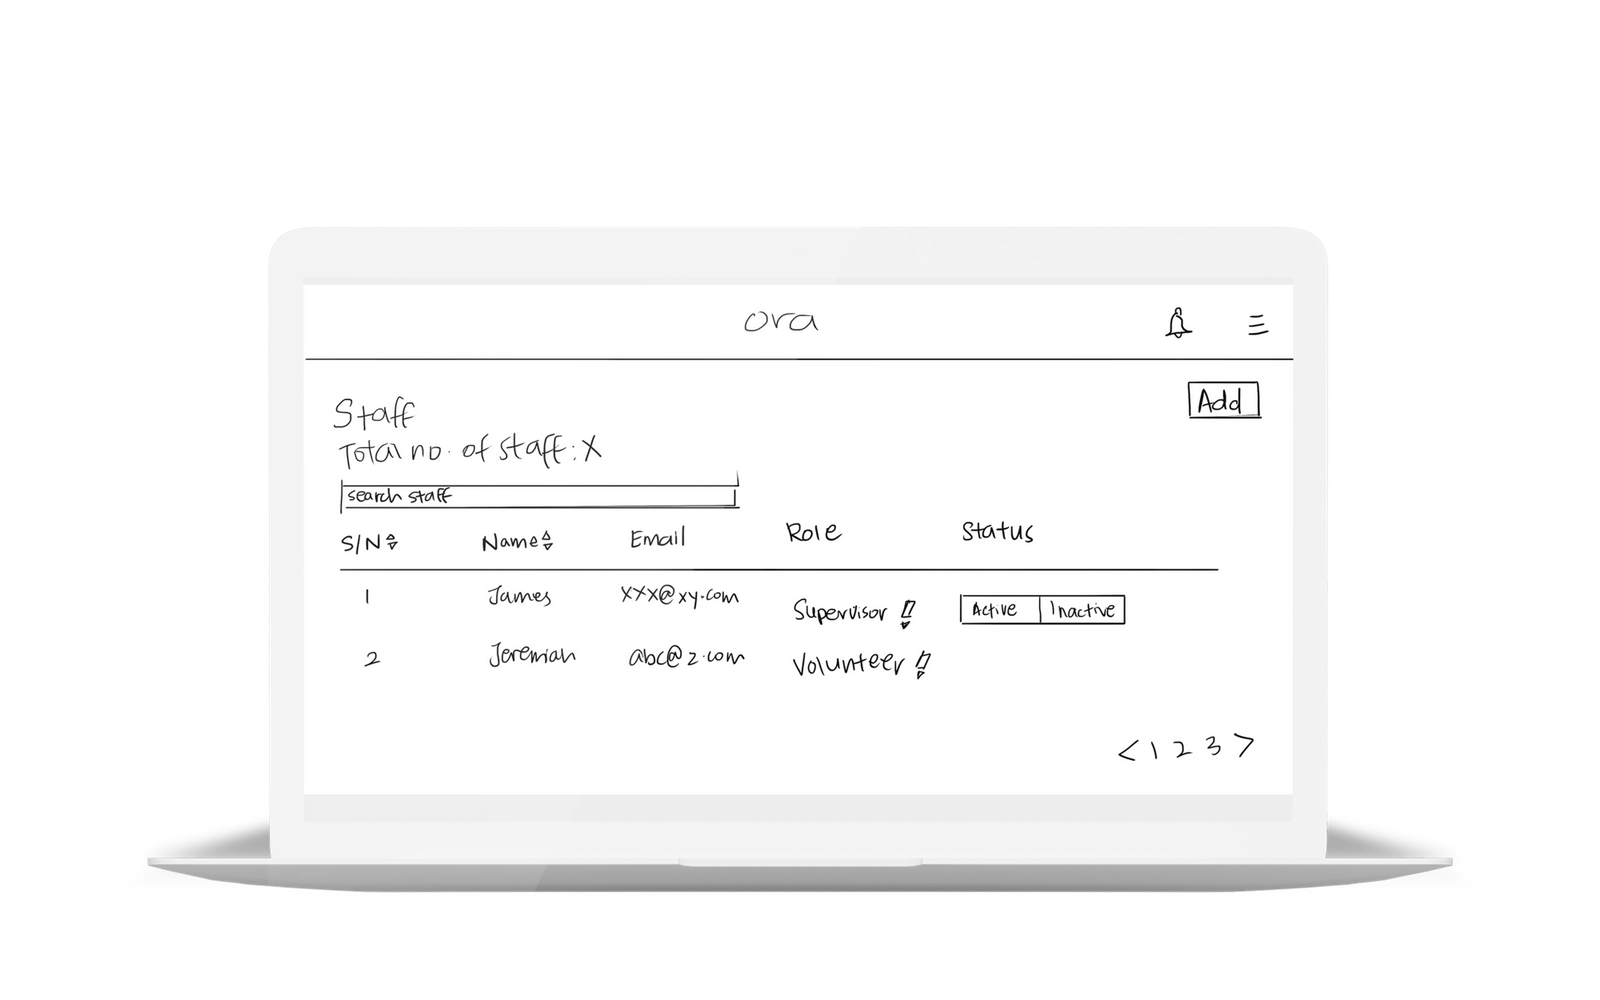 ora
Add
Staff
Total no. of staff: X
search staff
S/N Name Email Role Status
1 James xxx@xy.com Supervisor Active Inactive
2 Jeremiah abc@z.com Volunteer
< 1 2 3 >